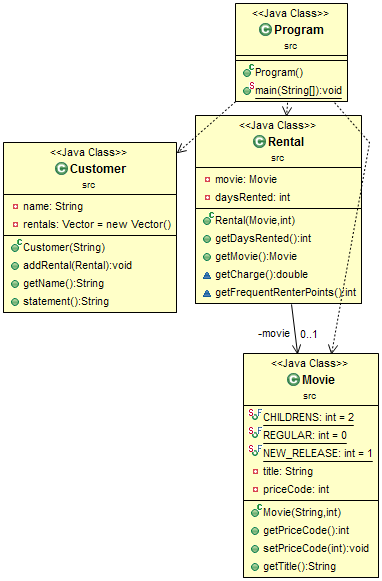 <<Java Class>>
Program
src
Program()
main(String[]):void
<<Java Class>>
Rental
src
movie: Movie
daysRented: int
Rental(Movie,int)
getDaysRented():int
getMovie():Movie
getCharge():double
getFrequentRenterPoints():int
<<Java Class>>
Customer
src
name: String
rentals: Vector = new Vector()
Customer(String)
addRental(Rental):void
getName():String
statement():String
-movie
0..1
<<Java Class>>
Movie
src
CHILDRENS: int = 2
REGULAR: int = 0
NEW_RELEASE: int = 1
title: String
priceCode: int
Movie(String,int)
getPriceCode():int
setPriceCode(int):void
getTitle():String